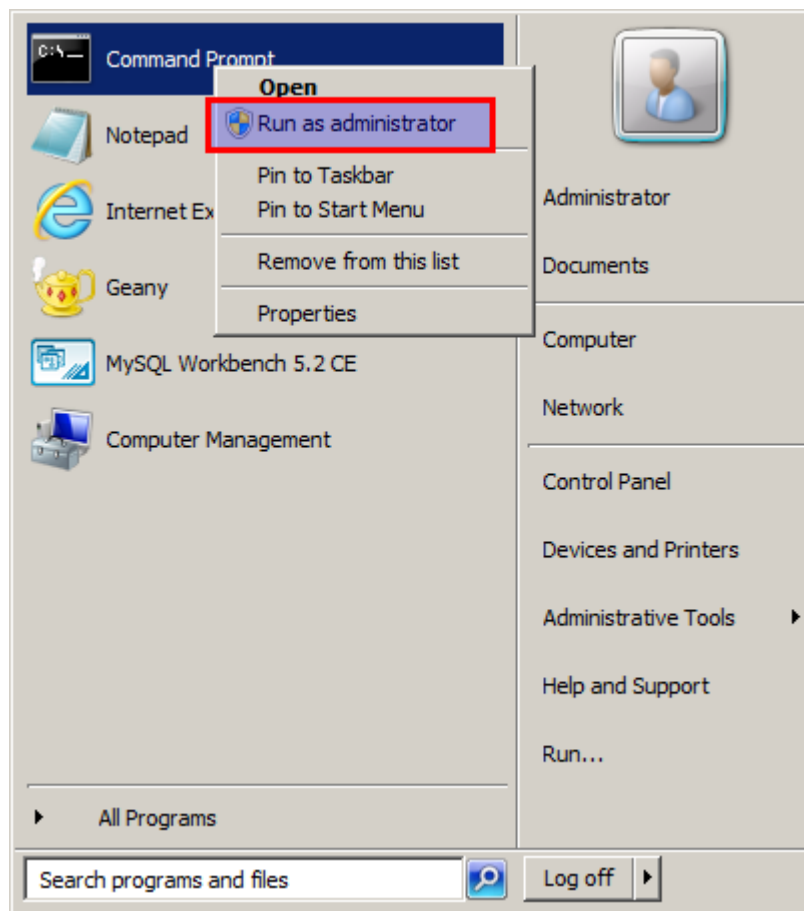 C:\_
Command Prompt
Open
Run as administrator
Pin to Taskbar
Pin to Start Menu
Remove from this list
Properties
Notepad
Internet Ex
Geany
MySQL Workbench 5.2 CE
Computer Management
All Programs
Search programs and files
Administrator
Documents
Computer
Network
Control Panel
Devices and Printers
Administrative Tools
Help and Support
Run...
Log off